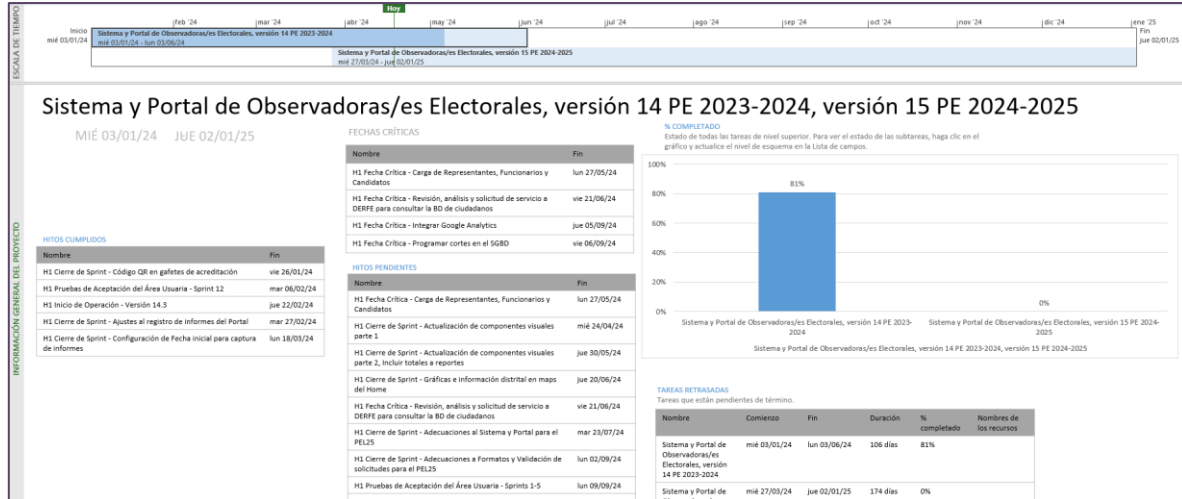 ESCALA DE TIEMPO
Hoy
feb '24 mar '24 abr '24 may '24 jun '24 jul '24 ago '24 sep '24 oct '24 nov '24 dic '24 ene '25
Inicio
mié 03/01/24
Sistema y Portal de Observadoras/es Electorales, versión 14 PE 2023-2024
mié 03/01/24 - lun 03/06/24
Sistema y Portal de Observadoras/es Electorales, versión 15 PE 2024-2025
mié 27/03/24 - jue 02/01/25
Fin
jue 02/01/25
INFORMACIÓN GENERAL DEL PROYECTO
Sistema y Portal de Observadoras/es Electorales, versión 14 PE 2023-2024, versión 15 PE 2024-2025
MIÉ 03/01/24 JUE 02/01/25
HITOS CUMPLIDOS
Nombre Fin
H1 Cierre de Sprint - Código QR en gafetes de acreditación vie 26/01/24
H1 Pruebas de Aceptación del Área Usuaria - Sprint 12 mar 06/02/24
H1 Inicio de Operación - Versión 14.3 jue 22/02/24
H1 Cierre de Sprint - Ajustes al registro de informes del Portal mar 27/02/24
H1 Cierre de Sprint - Configuración de Fecha inicial para captura lun 18/03/24
de informes
FECHAS CRÍTICAS
Nombre Fin
H1 Fecha Crítica - Carga de Representantes, Funcionarios y lun 27/05/24
Candidatos
H1 Fecha Crítica - Revisión, análisis y solicitud de servicio a vie 21/06/24
DERFE para consultar la BD de ciudadanos
H1 Fecha Crítica - Integrar Google Analytics jue 05/09/24
H1 Fecha Crítica - Programar cortes en el SGBD vie 06/09/24
HITOS PENDIENTES
Nombre Fin
H1 Fecha Crítica - Carga de Representantes, Funcionarios y lun 27/05/24
Candidatos
H1 Cierre de Sprint - Actualización de componentes visuales mié 24/04/24
parte 1
H1 Cierre de Sprint - Actualización de componentes visuales jue 30/05/24
parte 2, Incluir totales a reportes
H1 Cierre de Sprint - Gráficas e información distrital en maps jue 20/06/24
del Home
H1 Fecha Crítica - Revisión, análisis y solicitud de servicio a vie 21/06/24
DERFE para consultar la BD de ciudadanos
H1 Cierre de Sprint - Adecuaciones al Sistema y Portal para el mar 23/07/24
PEL25
H1 Cierre de Sprint - Adecuaciones a Formatos y Validación de lun 02/09/24
solicitudes para el PEL25
H1 Pruebas de Aceptación del Área Usuaria - Sprints 1-5 lun 09/09/24
% COMPLETADO
Estado de todas las tareas de nivel superior. Para ver el estado de las subtareas, haga clic en el
gráfico y actualice el nivel de esquema en la Lista de campos.
100%
80%
60%
40%
20%
0%
81%
0%
Sistema y Portal de Observadoras/es Electorales, versión 14 PE 2023-
2024
Sistema y Portal de Observadoras/es Electorales, versión 15 PE 2024-
2025
Sistema y Portal de Observadoras/es Electorales, versión 14 PE 2023-2024, versión 15 PE 2024-2025
TAREAS RETRASADAS
Tareas que están pendientes de término.
Nombre Comienzo Fin Duración % Nombres de
completado los recursos
Sistema y Portal de mié 03/01/24 lun 03/06/24 106 días 81%
Observadoras/es
Electorales, versión
14 PE 2023-2024
Sistema y Portal de mié 27/03/24 jue 02/01/25 174 días 0%